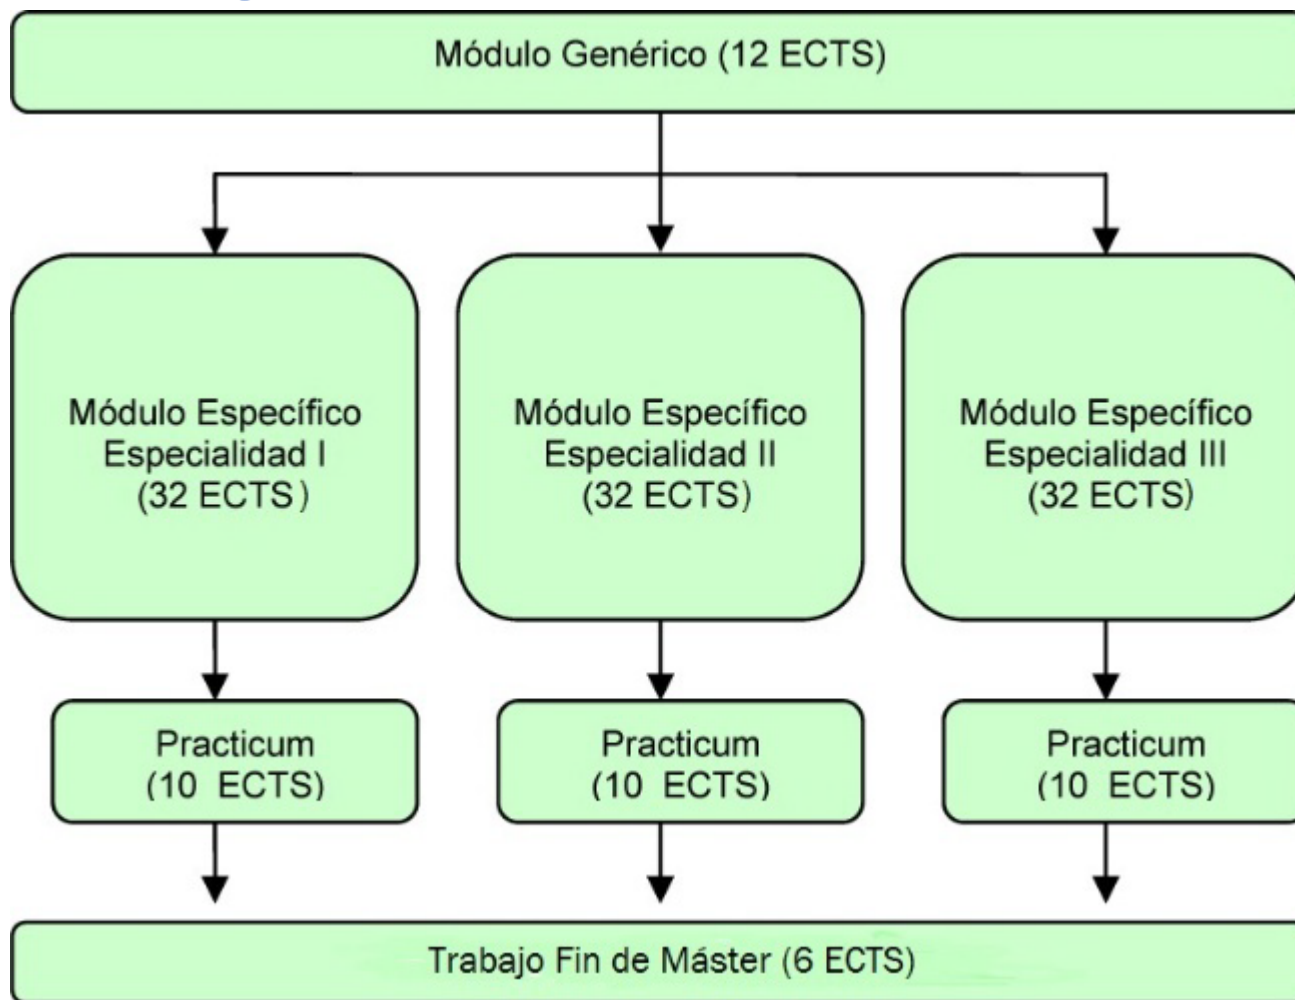 Módulo Genérico (12 ECTS)
Módulo Específico
Especialidad I
(32 ECTS)
Módulo Específico
Especialidad II
(32 ECTS)
Módulo Específico
Especialidad III
(32 ECTS)
Practicum
(10 ECTS)
Practicum
(10 ECTS)
Practicum
(10 ECTS)
Trabajo Fin de Máster (6 ECTS)